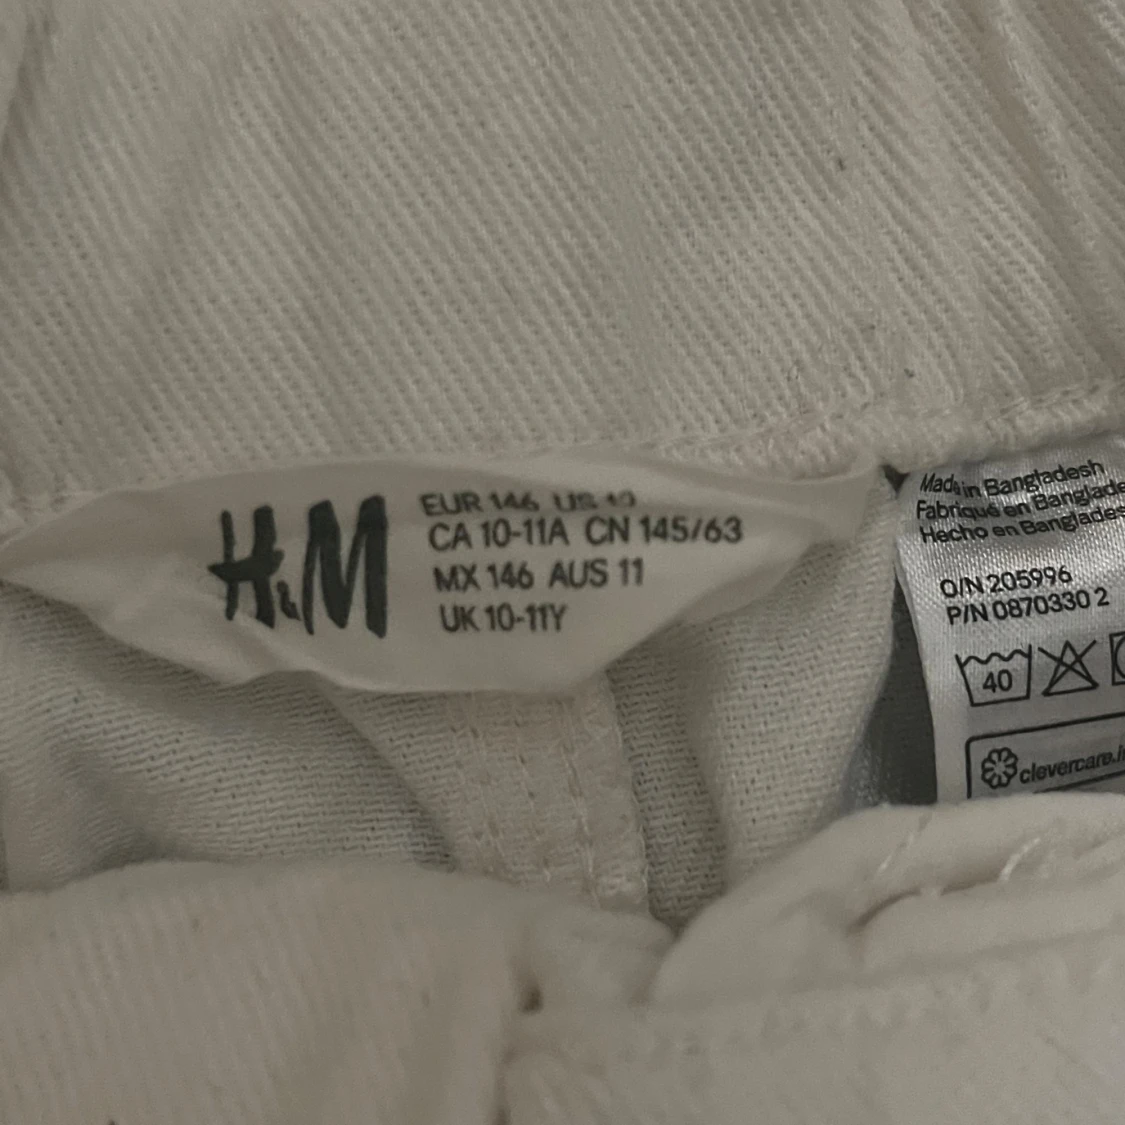 H&M
EUR 146 US 10
CA 10-11A CN 145/63
MX 146 AUS 11
UK 10-11Y
Made in Bangladesh
Fabriqué en Banglade
Hecho en Banglades
O/N 205996
P/N 0870330 2
40
clevercare.i